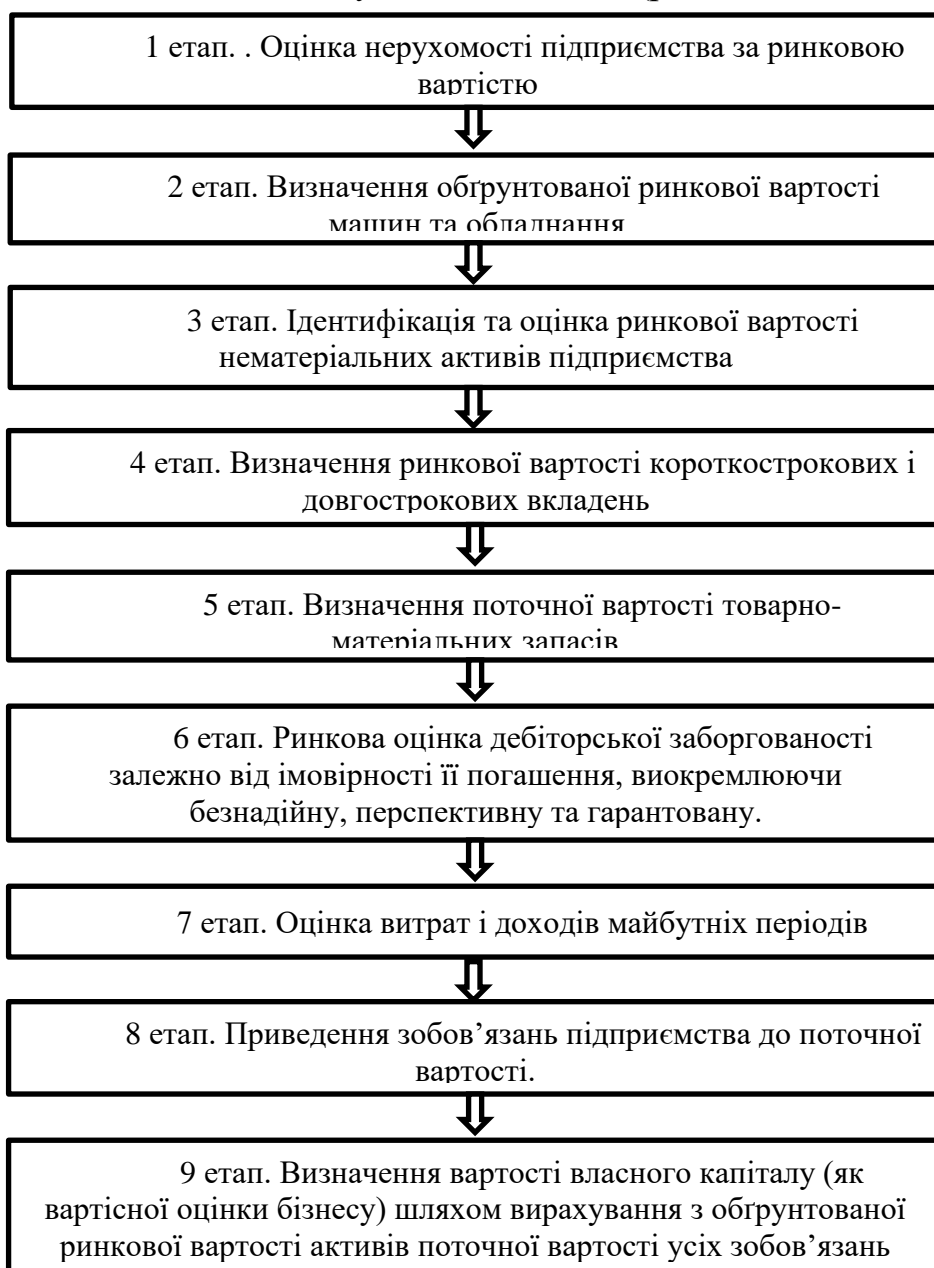 1 етап. . Оцінка нерухомості підприємства за ринковою
вартістю
2 етап. Визначення обґрунтованої ринкової вартості
машин та обладнання
3 етап. Ідентифікація та оцінка ринкової вартості
нематеріальних активів підприємства
4 етап. Визначення ринкової вартості короткострокових і
довгострокових вкладень
5 етап. Визначення поточної вартості товарно-
матеріальних запасів
6 етап. Ринкова оцінка дебіторської заборгованості
залежно від імовірності її погашення, виокремлюючи
безнадійну, перспективну та гарантовану.
7 етап. Оцінка витрат і доходів майбутніх періодів
8 етап. Приведення зобов’язань підприємства до поточної
вартості.
9 етап. Визначення вартості власного капіталу (як
вартісної оцінки бізнесу) шляхом вирахування з обґрунтованої
ринкової вартості активів поточної вартості усіх зобов’язань